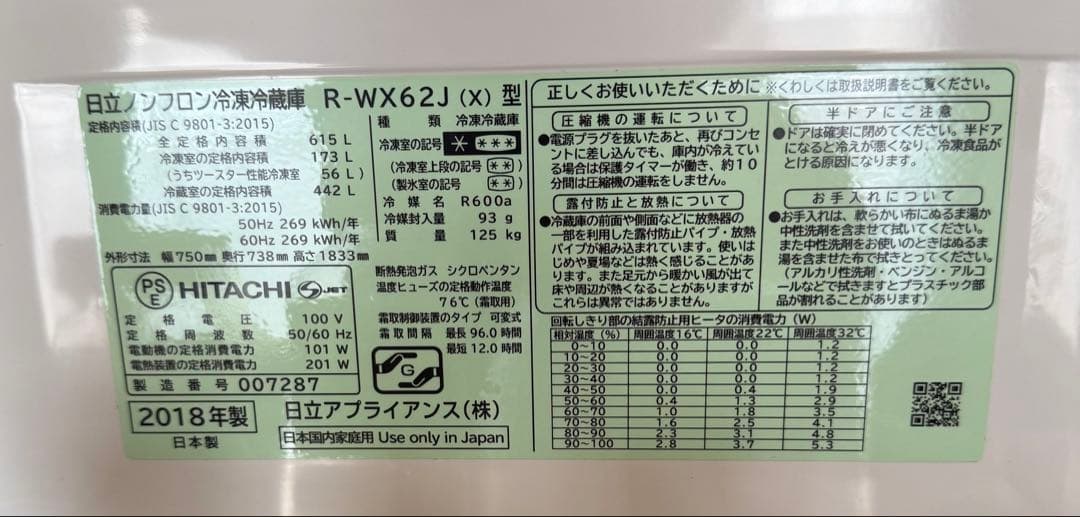 日立ノンフロン冷凍冷蔵庫 R-WX62J(X)型
定格内容積(JIS C 9801-3:2015)
全定格内容積 615 L
冷凍室の定格内容積 173 L
(うちツースター性能冷凍室 56 L)
冷蔵室の定格内容積 442 L
消費電力量(JIS C 9801-3:2015)
50Hz 269 kWh/年
60Hz 269 kWh/年
外形寸法 幅750mm 奥行738mm 高さ1833mm
種類 冷凍冷蔵庫
冷凍室の記号 * ***
(冷凍室上段の記号 **)
(製氷室の記号 **)
冷媒名 R600a
冷媒封入量 93 g
質量 125 kg
PSE HITACHI S JET
定格電圧 100 V
定格周波数 50/60 Hz
電動機の定格消費電力 101 W
電熱装置の定格消費電力 201 W
製造番号 007287
断熱発泡ガス シクロペンタン
温度ヒューズの定格動作温度
76℃(霜取用)
霜取制御装置のタイプ 可変式
霜取間隔 最長96.0時間
最短12.0時間
G
2018年製
日本製
日立アプライアンス(株)
日本国内家庭用 Use only in Japan
正しくお使いいただくために ※くわしくは取扱説明書をご覧ください。
圧縮機の運転について
●電源プラグを抜いたあと、再びコンセ
ントに差し込んでも、庫内が冷えてい
る場合は保護タイマーが働き、約10
分間は圧縮機の運転をしません。
露付防止と放熱について
●冷蔵庫の前面や側面などに放熱器の
一部を利用した露付防止パイプ・放熱
パイプが組み込まれています。使いは
じめや夏場などは熱く感じることがあ
ります。また足元から暖かい風が出て
床や周辺が熱くなることがありますが
これらは異常ではありません。
半ドアにご注意
●ドアは確実に閉めてください。半ドア
になると冷えが悪くなり、冷凍食品が
とける原因になります。
お手入れについて
●お手入れは、軟らかい布にぬるま湯か
中性洗剤を含ませて拭いてください。
また中性洗剤をお使いのときはぬるま
湯を含ませた布で拭きとってください。
(アルカリ性洗剤・ベンジン・アルコ
ールなどで拭きますとプラスチック部
品が割れることがあります)
回転しきり部の結露防止用ヒータの消費電力(W)
相対湿度(%) 周囲温度16℃ 周囲温度22℃ 周囲温度32℃
0~10 0.0 0.0 1.2
10~20 0.0 0.0 1.2
20~30 0.0 0.0 1.2
30~40 0.0 0.0 1.2
40~50 0.0 0.4 1.9
50~60 0.4 1.3 2.9
60~70 1.0 1.8 3.5
70~80 1.6 2.5 4.1
80~90 2.3 3.1 4.8
90~100 2.8 3.7 5.3